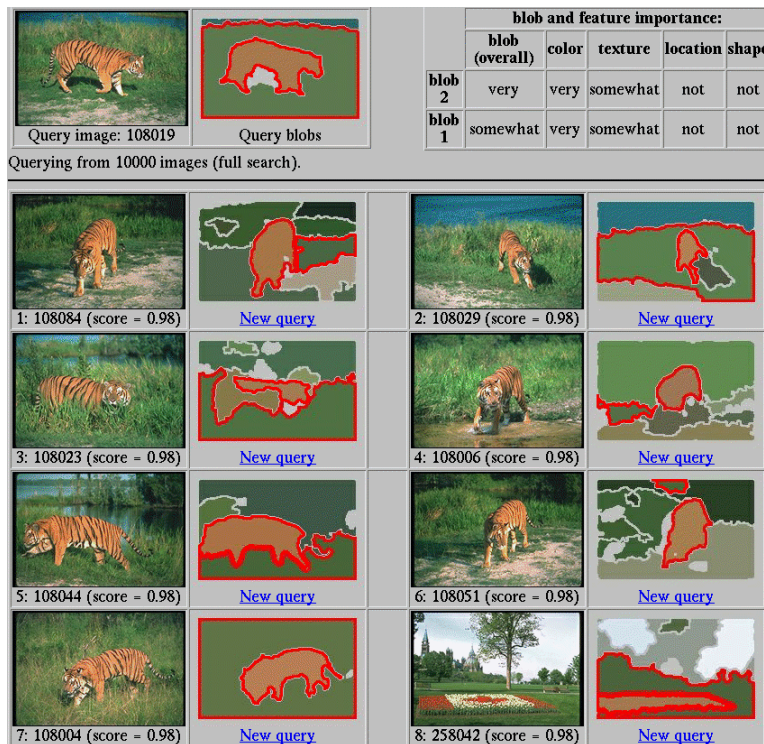 blob and feature importance:
blob (overall) color texture location shape
blob 2 very very somewhat not not
blob 1 somewhat very somewhat not not
Query image: 108019 Query blobs
Querying from 10000 images (full search).
1: 108084 (score = 0.98) New query 2: 108029 (score = 0.98) New query
3: 108023 (score = 0.98) New query 4: 108006 (score = 0.98) New query
5: 108044 (score = 0.98) New query 6: 108051 (score = 0.98) New query
7: 108004 (score = 0.98) New query 8: 258042 (score = 0.98) New query